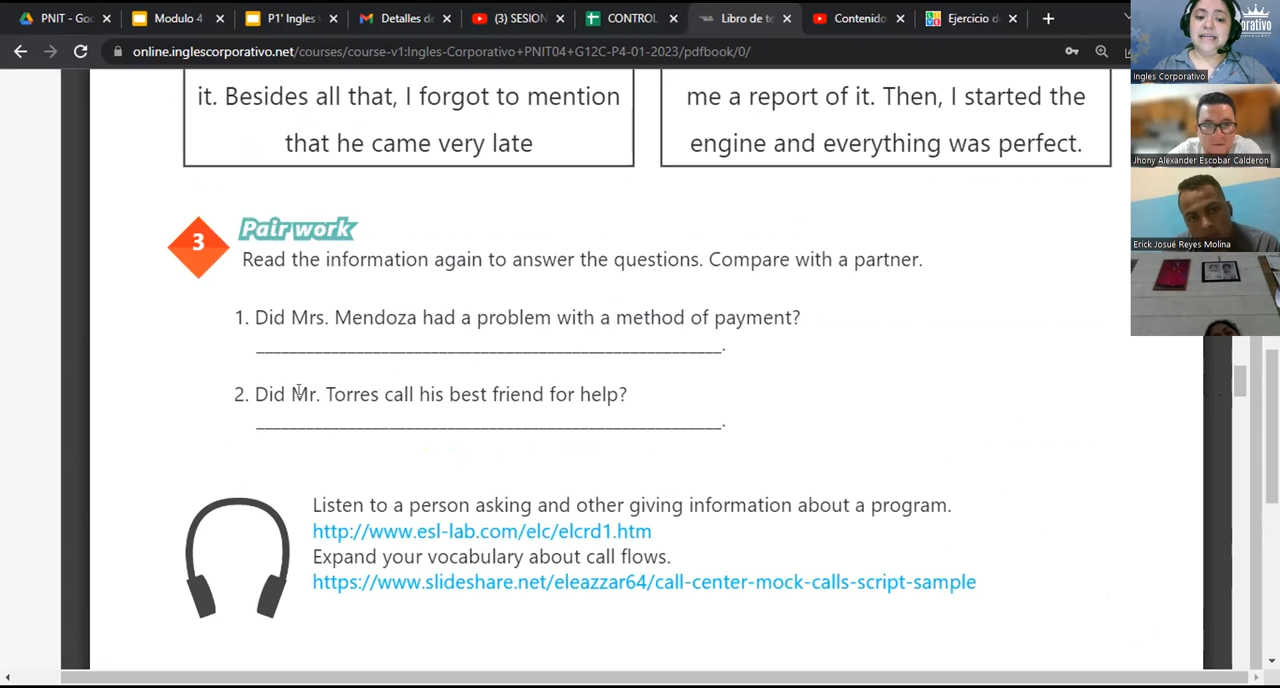 PNIT - Goo
Modulo 4
P1' Ingles
Detalles de
(3) SESION
CONTROL
Libro de te
Contenido
Ejercicio d
online.inglescorporativo.net/courses/course-v1:Ingles-Corporativo+PNIT04+G12C-P4-01-2023/pdfbook/0/
orativo
Ingles Corporativo
Jhony Alexander Escobar Calderon
Erick Josué Reyes Molina
it. Besides all that, I forgot to mention
that he came very late
me a report of it. Then, I started the
engine and everything was perfect.
3
Pair work
Read the information again to answer the questions. Compare with a partner.
1. Did Mrs. Mendoza had a problem with a method of payment?
2. Did Mr. Torres call his best friend for help?
Listen to a person asking and other giving information about a program.
http://www.esl-lab.com/elc/elcrd1.htm
Expand your vocabulary about call flows.
https://www.slideshare.net/eleazzar64/call-center-mock-calls-script-sample